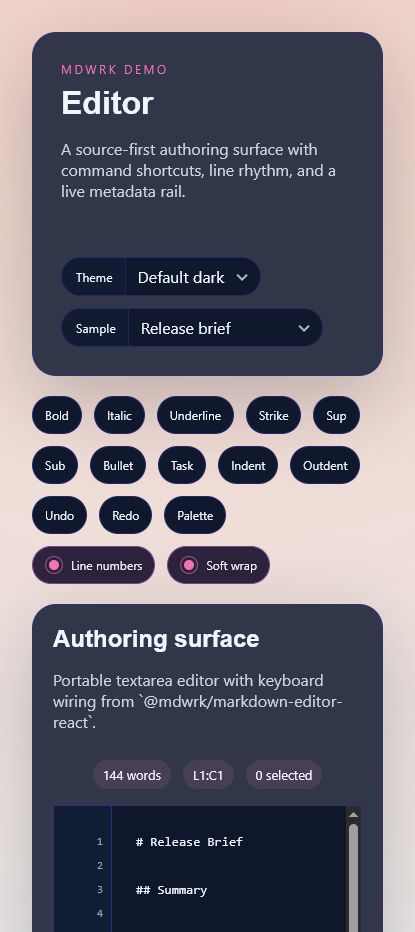 MDWRK DEMO
Editor
A source-first authoring surface with
command shortcuts, line rhythm, and a
live metadata rail.
Theme Default dark
Sample Release brief
Bold Italic Underline Strike Sup
Sub Bullet Task Indent Outdent
Undo Redo Palette
Line numbers Soft wrap
Authoring surface
Portable textarea editor with keyboard
wiring from `@mdwrk/markdown-editor-
react`.
144 words L1:C1 0 selected
1 # Release Brief
2
3 ## Summary
4